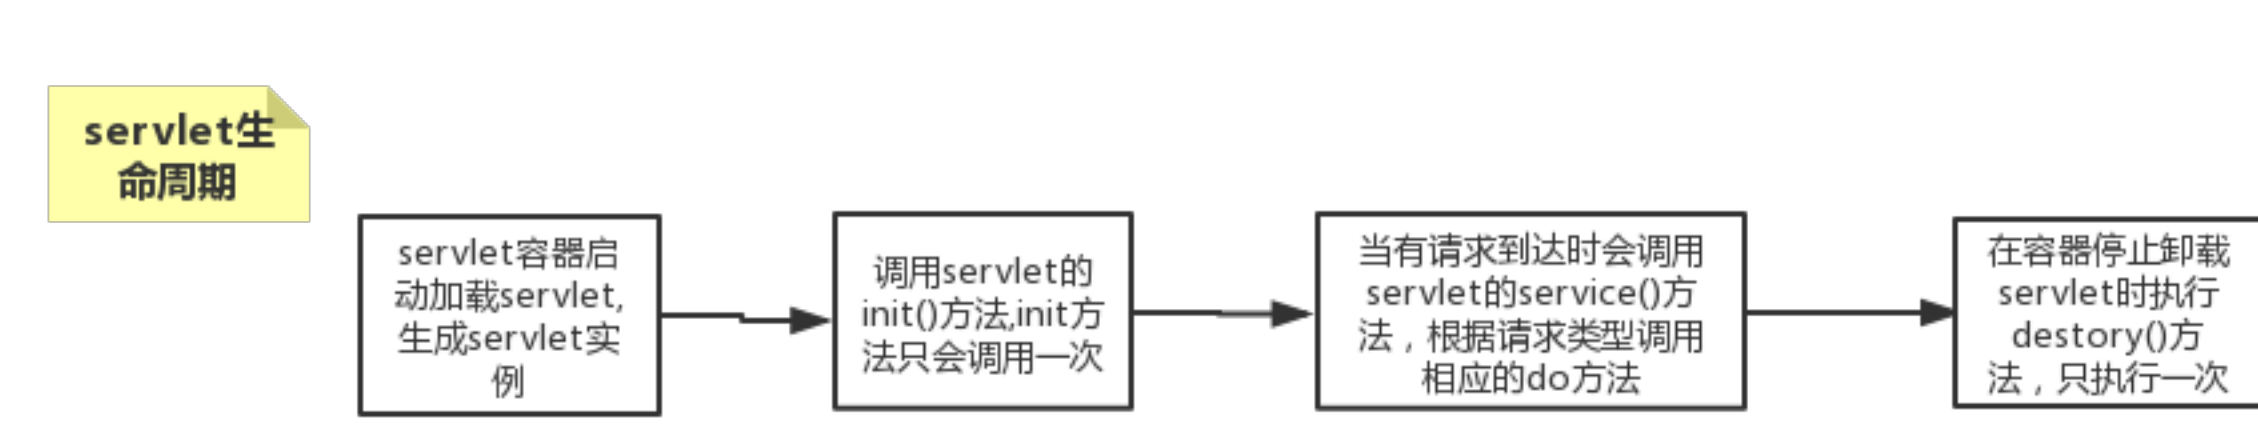 servlet生
命周期
servlet容器启
动加载servlet,
生成servlet实
例
调用servlet的
init()方法,init方
法只会调用一次
当有请求到达时会调用
servlet的service()方
法，根据请求类型调用
相应的do方法
在容器停止卸载
servlet时执行
destory()方
法，只执行一次